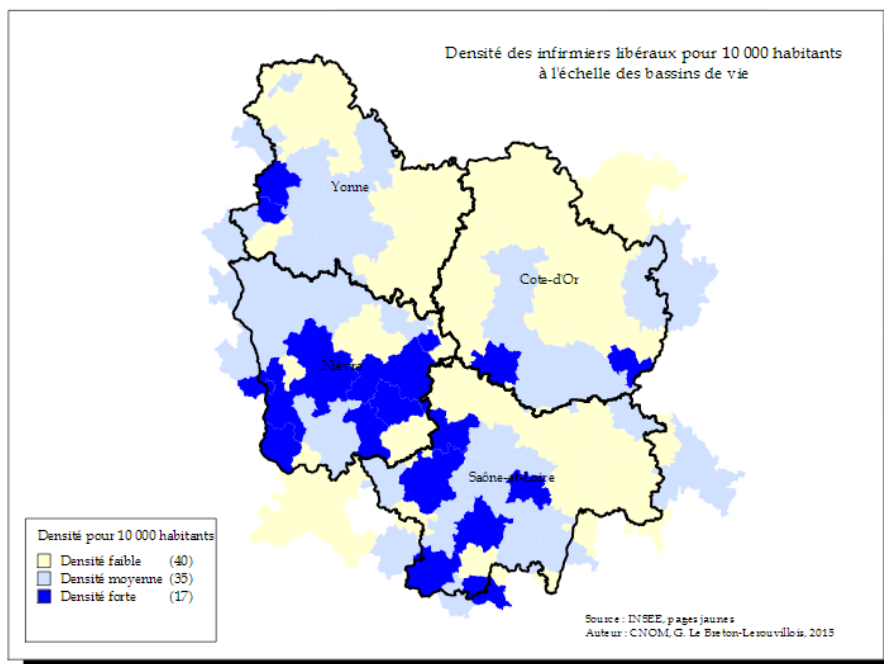 Densité des infirmiers libéraux pour 10 000 habitants
à l'échelle des bassins de vie
Yonne
Cote-d'Or
Nièvre
Saône-et-Loire
Densité pour 10 000 habitants
Densité faible (40)
Densité moyenne (35)
Densité forte (17)
Source : INSEE, pages jaunes
Auteur : CNOM, G. Le Breton-Lerouvillois, 2015